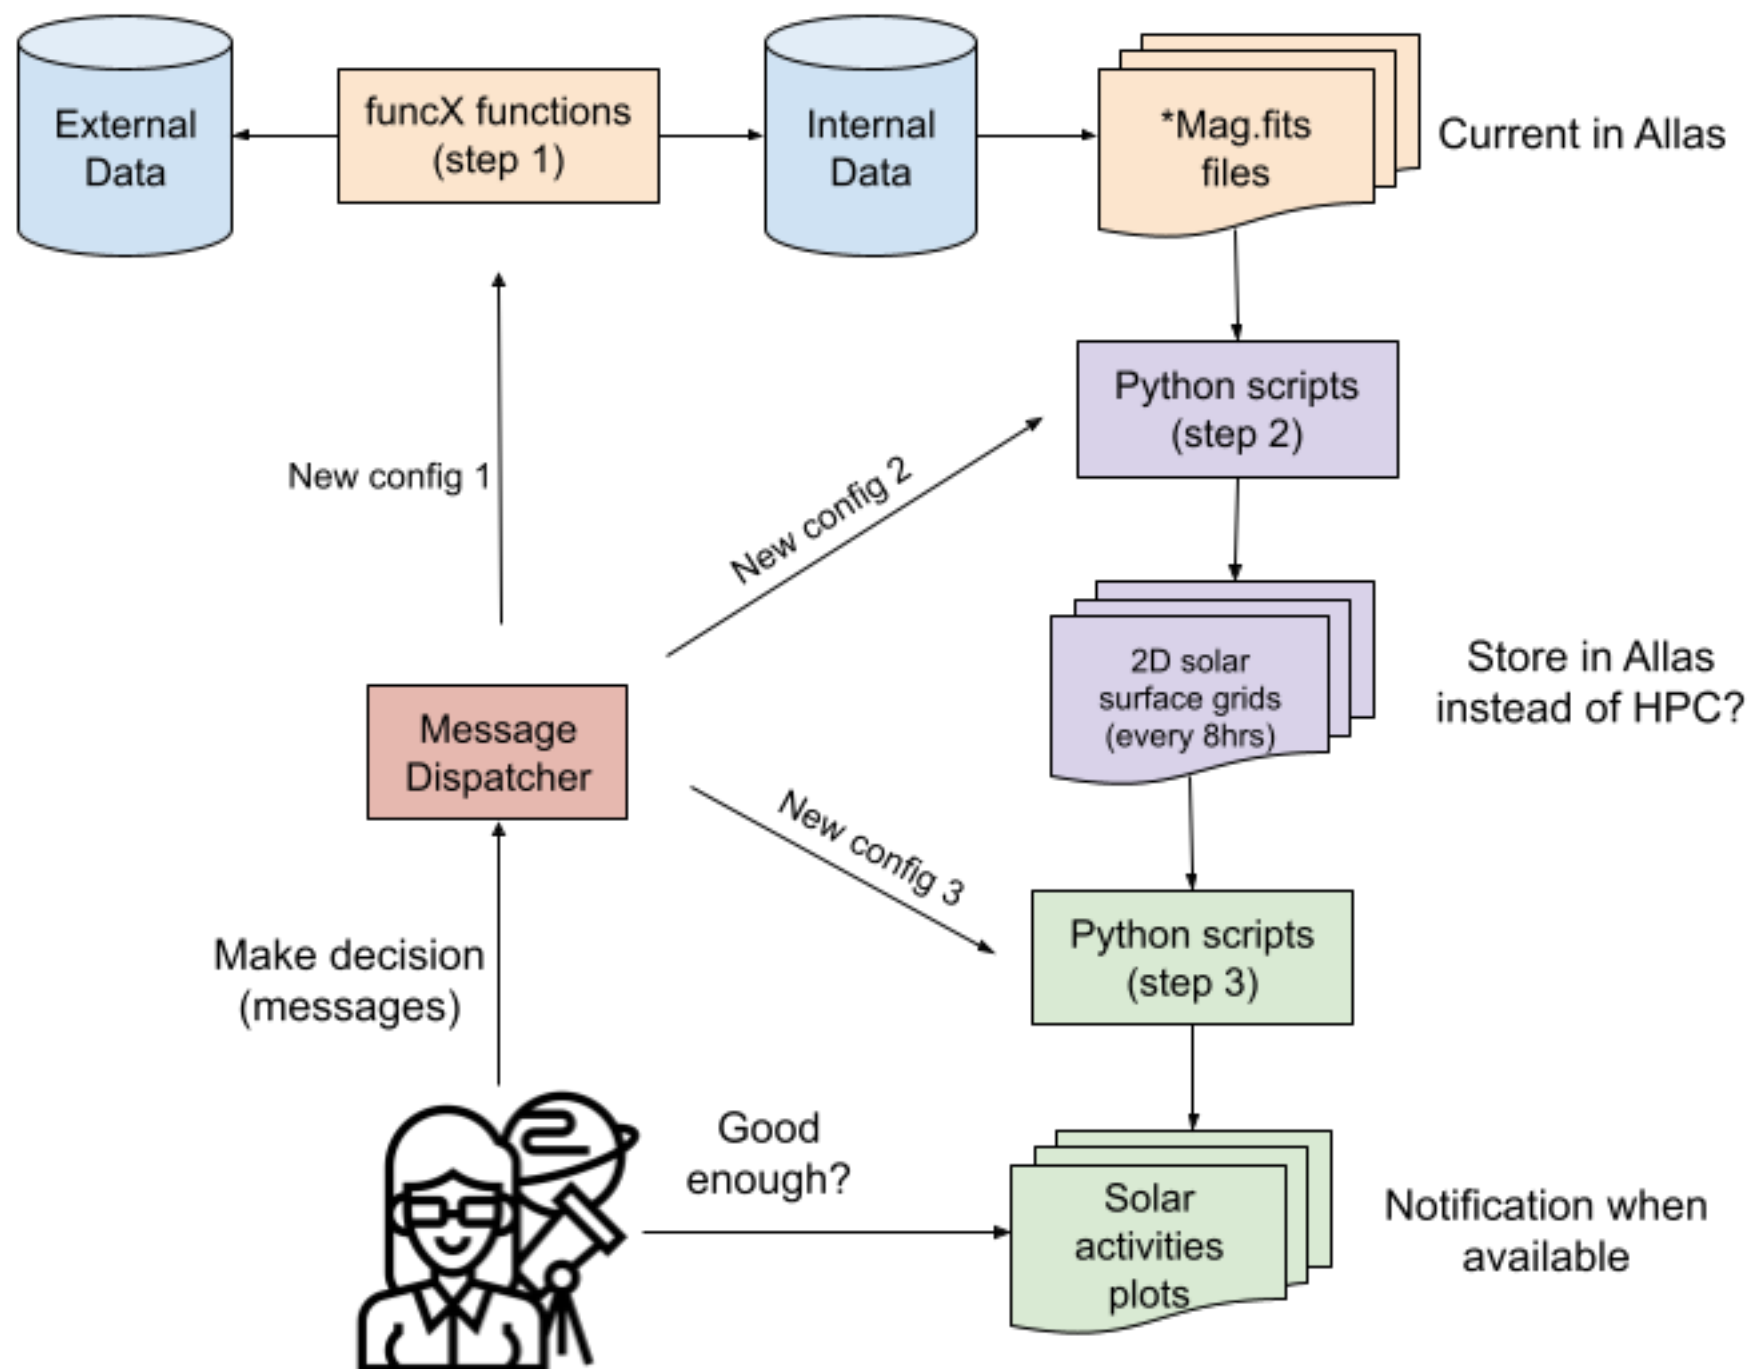 External
Data
funcX functions
(step 1)
Internal
Data
*Mag.fits
files
Current in Allas
Python scripts
(step 2)
New config 1
New config 2
2D solar
surface grids
(every 8hrs)
Store in Allas
instead of HPC?
Message
Dispatcher
New config 3
Python scripts
(step 3)
Make decision
(messages)
Good
enough?
Solar
activities
plots
Notification when
available